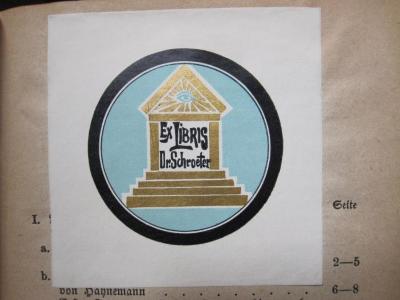 Ex
Libris
Dr. Schroeter
Seite
I.
a.
2—5
b.
von Hahnemann . . . . . . . . . . 6—8